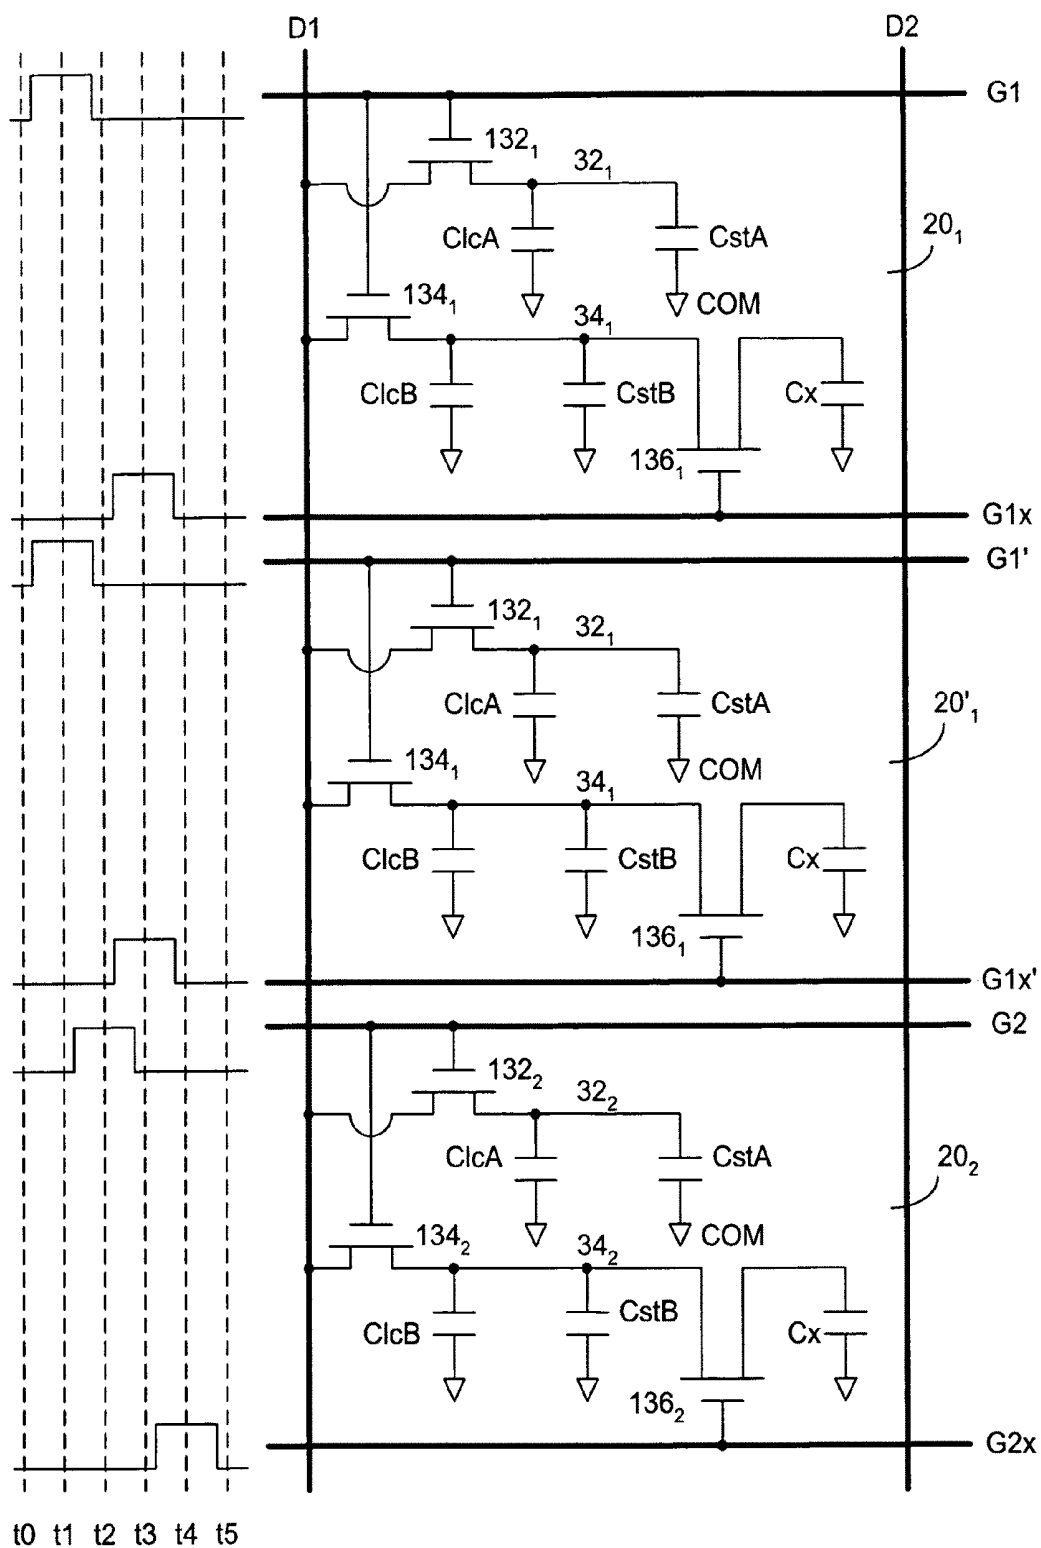 D1 D2
G1
132₁
32₁
20₁
ClcA CstA
134₁
34₁
COM
ClcB CstB Cx
136₁
G1x
G1'
132₁
32₁
20'₁
ClcA CstA
134₁
34₁
COM
ClcB CstB Cx
136₁
G1x'
G2
132₂
32₂
20₂
ClcA CstA
134₂
34₂
COM
ClcB CstB Cx
136₂
G2x
t0 t1 t2 t3 t4 t5